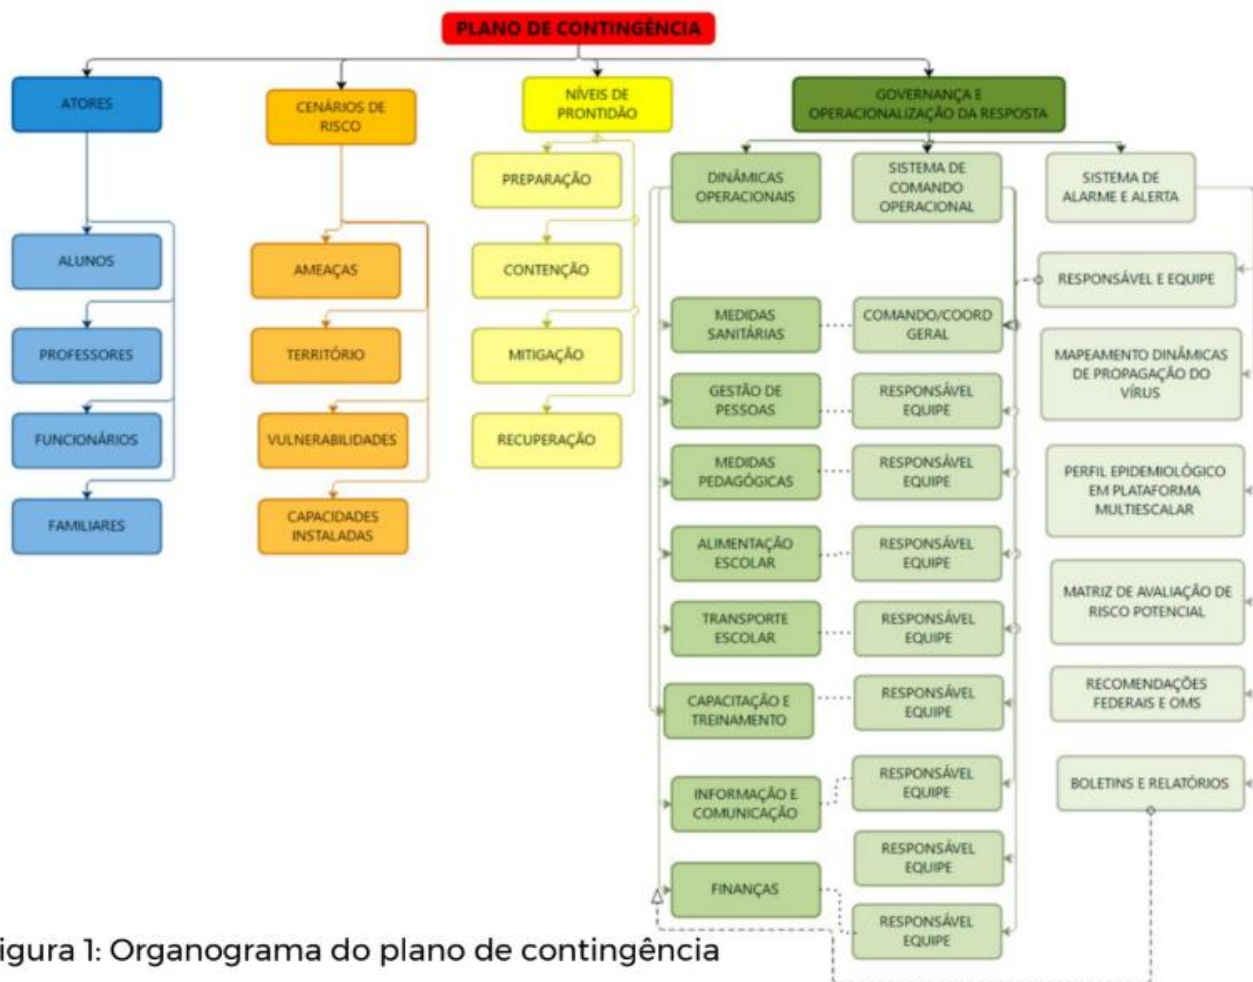 PLANO DE CONTINGÊNCIA
ATORES
CENÁRIOS DE
RISCO
NÍVEIS DE
PRONTIDÃO
GOVERNANÇA E
OPERACIONALIZAÇÃO DA RESPOSTA
ALUNOS
PROFESSORES
FUNCIONÁRIOS
FAMILIARES
AMEAÇAS
TERRITÓRIO
VULNERABILIDADES
CAPACIDADES
INSTALADAS
PREPARAÇÃO
CONTENÇÃO
MITIGAÇÃO
RECUPERAÇÃO
DINÂMICAS
OPERACIONAIS
MEDIDAS
SANITÁRIAS
GESTÃO DE
PESSOAS
MEDIDAS
PEDAGÓGICAS
ALIMENTAÇÃO
ESCOLAR
TRANSPORTE
ESCOLAR
CAPACITAÇÃO E
TREINAMENTO
INFORMAÇÃO E
COMUNICAÇÃO
FINANÇAS
SISTEMA DE
COMANDO
OPERACIONAL
COMANDO/COORD
GERAL
RESPONSÁVEL
EQUIPE
RESPONSÁVEL
EQUIPE
RESPONSÁVEL
EQUIPE
RESPONSÁVEL
EQUIPE
RESPONSÁVEL
EQUIPE
RESPONSÁVEL
EQUIPE
RESPONSÁVEL
EQUIPE
RESPONSÁVEL
EQUIPE
SISTEMA DE
ALARME E ALERTA
RESPONSÁVEL E EQUIPE
MAPEAMENTO DINÂMICAS
DE PROPAGAÇÃO DO
VÍRUS
PERFIL EPIDEMIOLÓGICO
EM PLATAFORMA
MULTIESCALAR
MATRIZ DE AVALIAÇÃO DE
RISCO POTENCIAL
RECOMENDAÇÕES
FEDERAIS E OMS
BOLETINS E RELATÓRIOS
igura 1: Organograma do plano de contingência